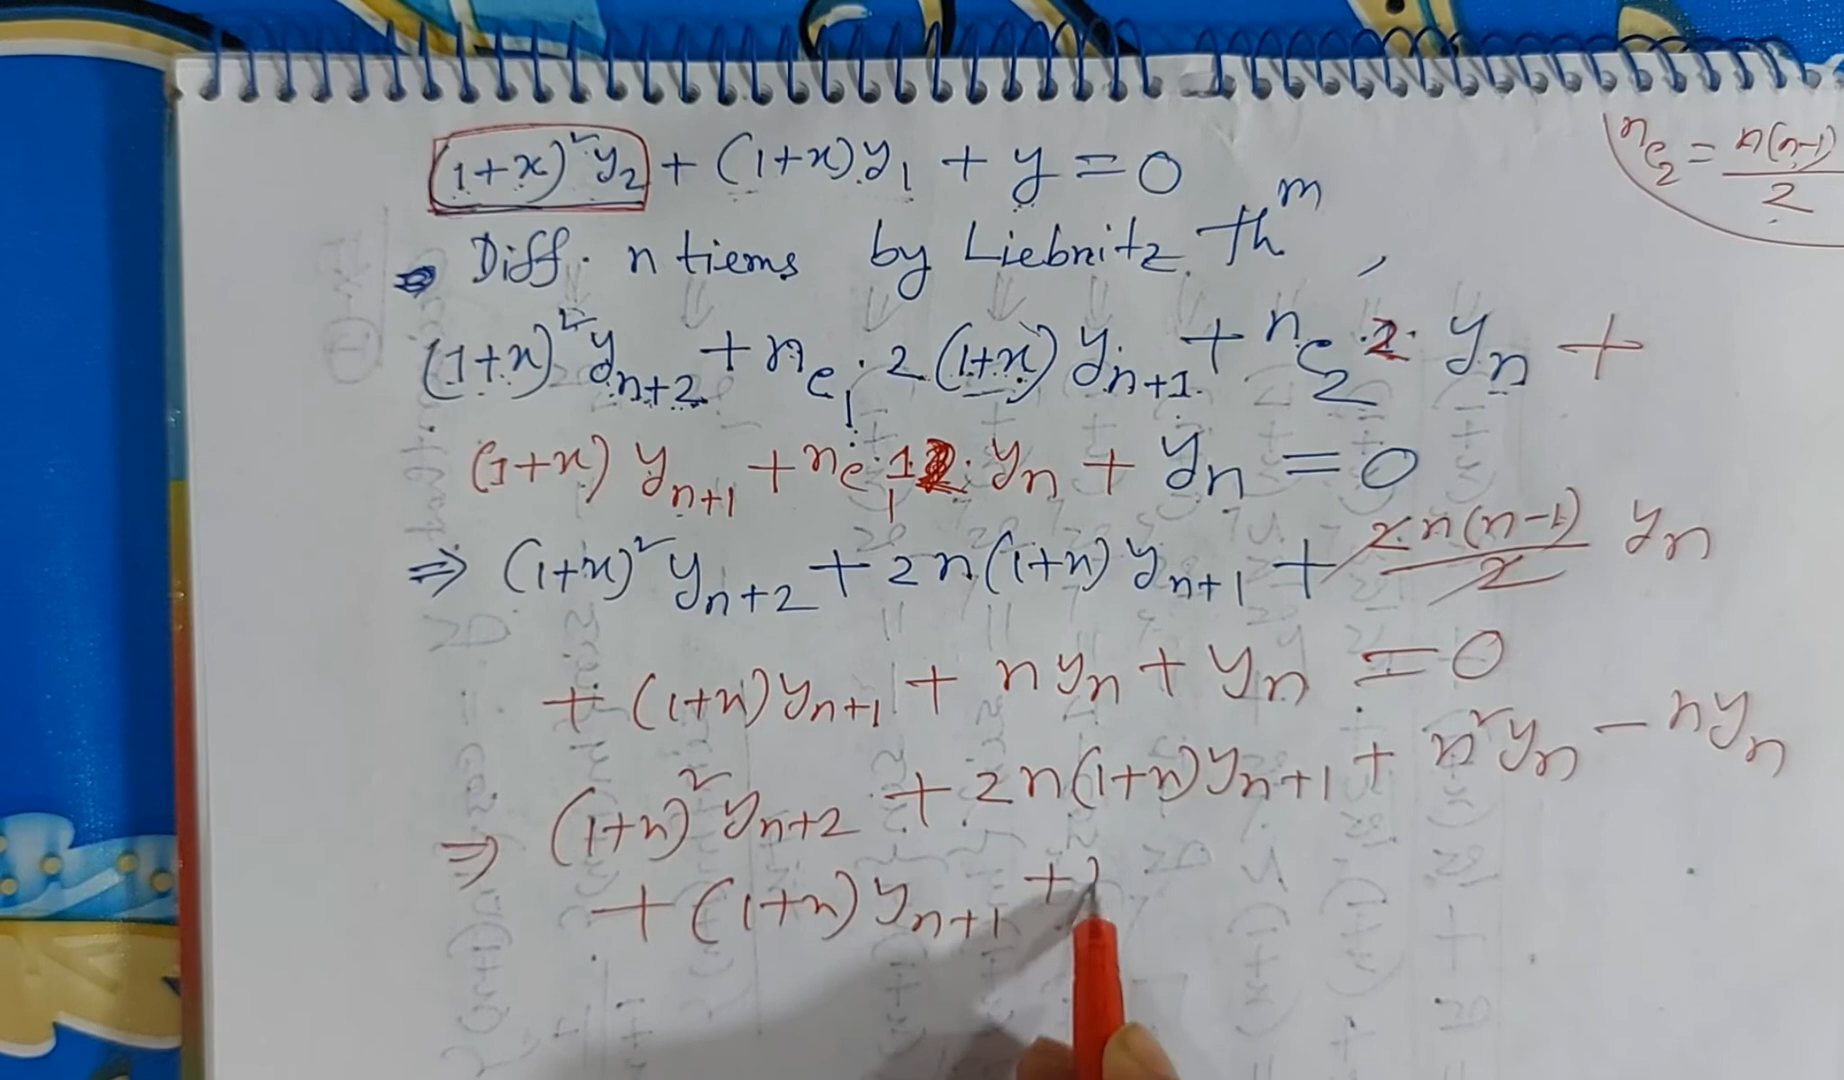 (1+x)²y₂ + (1+x)y₁ + y = 0
ⁿc₂ = n(n-1)/2
Diff. n tiems by Liebnitz thᵐ,
(1+x)²yₙ₊₂ + ⁿc₁ · 2(1+x)yₙ₊₁ + ⁿc₂ 2 · yₙ +
(1+x) yₙ₊₁ + ⁿc₁ · 1 · yₙ + yₙ = 0
⇒ (1+x)²yₙ₊₂ + 2n(1+x)yₙ₊₁ + 2n(n-1)/2 yₙ
+ (1+x)yₙ₊₁ + nyₙ + yₙ = 0
⇒ (1+x)²yₙ₊₂ + 2n(1+x)yₙ₊₁ + n²yₙ - nyₙ
+ (1+x)yₙ₊₁ +